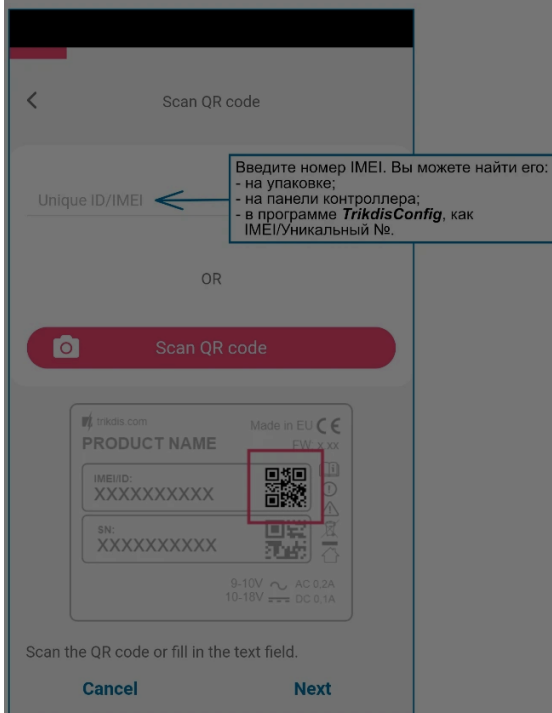 Scan QR code
Введите номер IMEI. Вы можете найти его:
- на упаковке;
- на панели контроллера;
- в программе TrikdisConfig, как
IMEI/Уникальный №.
Unique ID/IMEI
OR
Scan QR code
trikdis.com
Made in EU CE
PRODUCT NAME
FW: x.xx
IMEI/ID:
XXXXXXXXXX
SN:
XXXXXXXXXX
9-10V AC 0,2A
10-18V DC 0,1A
Scan the QR code or fill in the text field.
Cancel
Next